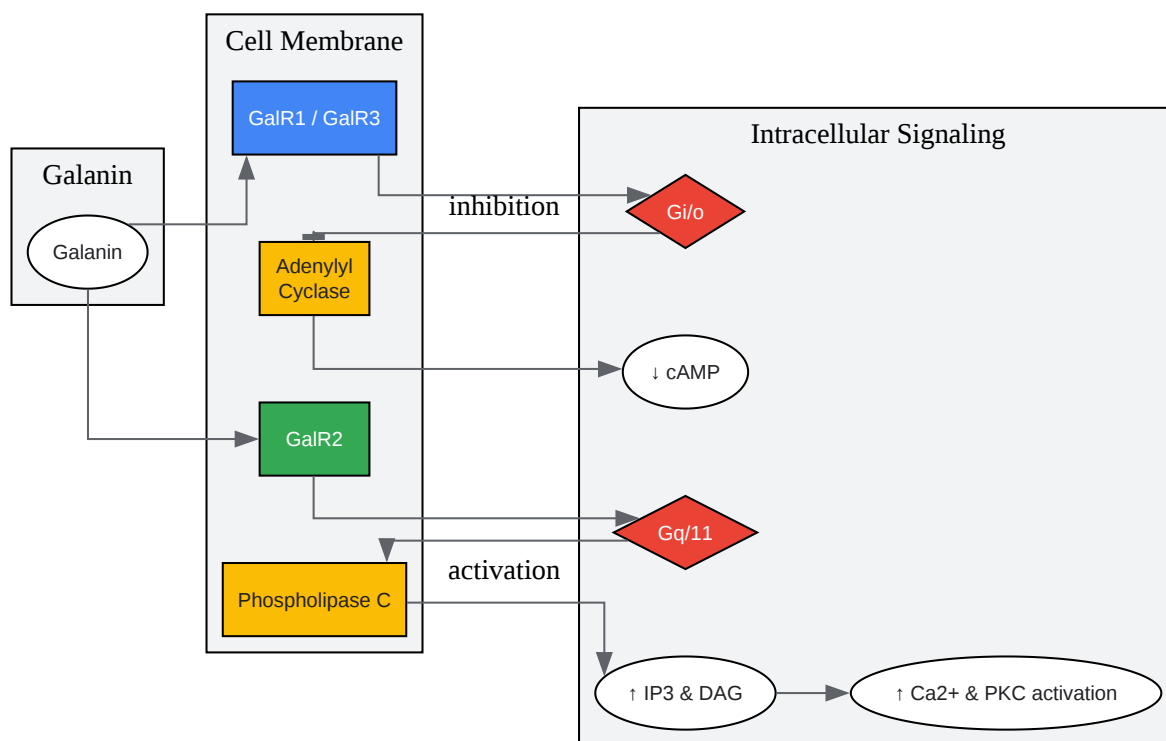 Cell Membrane
GalR1 / GalR3
Intracellular Signaling
Galanin
inhibition
Gi/o
Galanin
Adenylyl
Cyclase
↓ cAMP
GalR2
Gq/11
activation
Phospholipase C
↑ IP3 & DAG
↑ Ca2+ & PKC activation